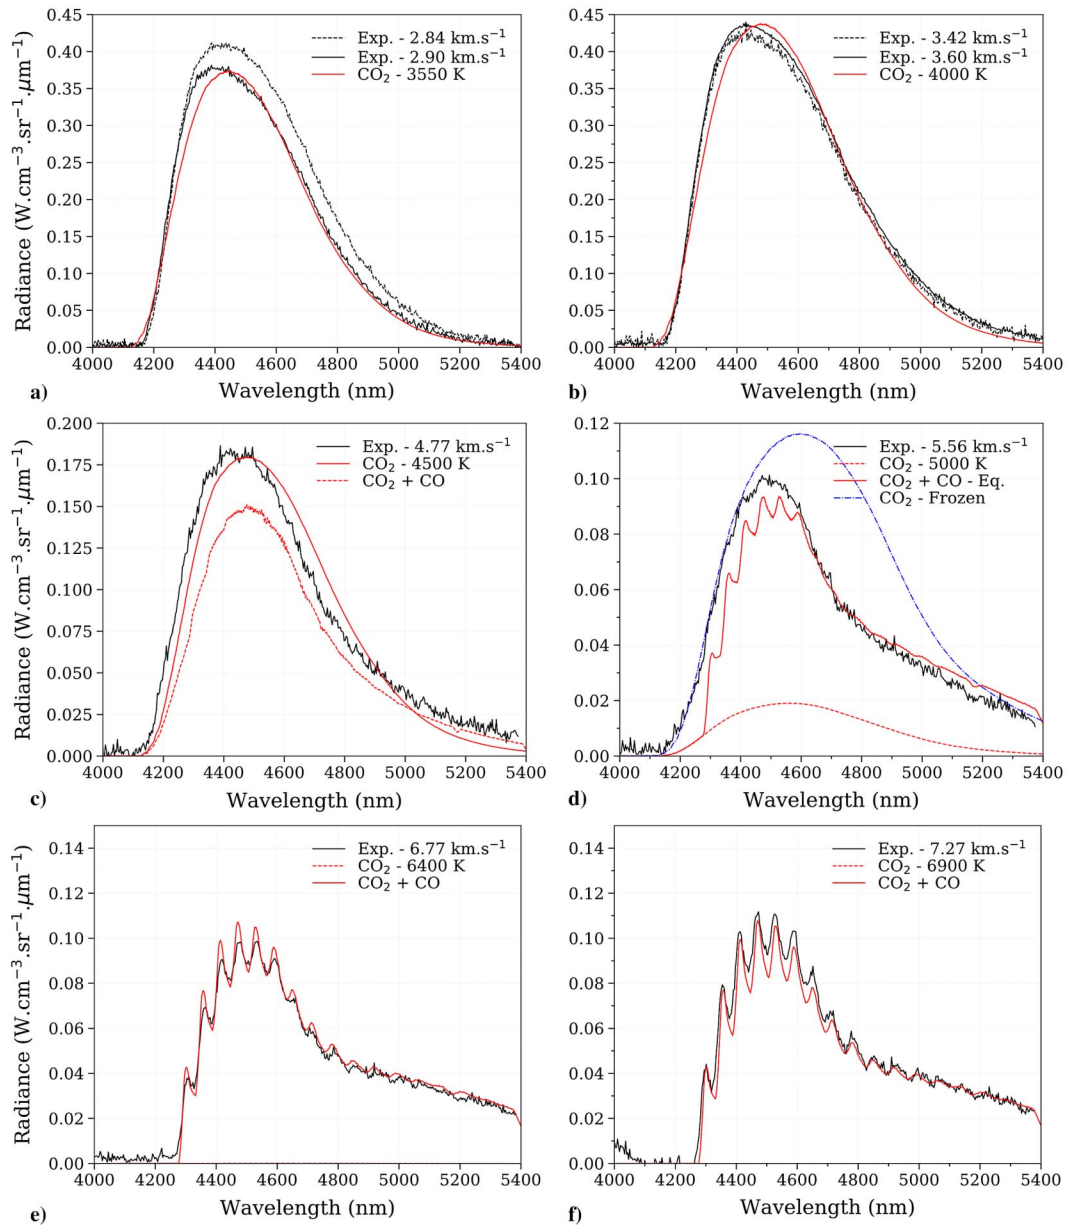 0.45
0.40
0.35
0.30
0.25
0.20
0.15
0.10
0.05
0.00
Radiance (W.cm⁻³.sr⁻¹.μm⁻¹)
Exp. - 2.84 km.s⁻¹
Exp. - 2.90 km.s⁻¹
CO₂ - 3550 K
4000 4200 4400 4600 4800 5000 5200 5400
Wavelength (nm)
a)
0.45
0.40
0.35
0.30
0.25
0.20
0.15
0.10
0.05
0.00
Exp. - 3.42 km.s⁻¹
Exp. - 3.60 km.s⁻¹
CO₂ - 4000 K
4000 4200 4400 4600 4800 5000 5200 5400
Wavelength (nm)
b)
0.200
0.175
0.150
0.125
0.100
0.075
0.050
0.025
0.000
Radiance (W.cm⁻³.sr⁻¹.μm⁻¹)
Exp. - 4.77 km.s⁻¹
CO₂ - 4500 K
CO₂ + CO
4000 4200 4400 4600 4800 5000 5200 5400
Wavelength (nm)
c)
0.12
0.10
0.08
0.06
0.04
0.02
0.00
Exp. - 5.56 km.s⁻¹
CO₂ - 5000 K
CO₂ + CO - Eq.
CO₂ - Frozen
4000 4200 4400 4600 4800 5000 5200 5400
Wavelength (nm)
d)
0.14
0.12
0.10
0.08
0.06
0.04
0.02
0.00
Radiance (W.cm⁻³.sr⁻¹.μm⁻¹)
Exp. - 6.77 km.s⁻¹
CO₂ - 6400 K
CO₂ + CO
4000 4200 4400 4600 4800 5000 5200 5400
Wavelength (nm)
e)
0.14
0.12
0.10
0.08
0.06
0.04
0.02
0.00
Exp. - 7.27 km.s⁻¹
CO₂ - 6900 K
CO₂ + CO
4000 4200 4400 4600 4800 5000 5200 5400
Wavelength (nm)
f)